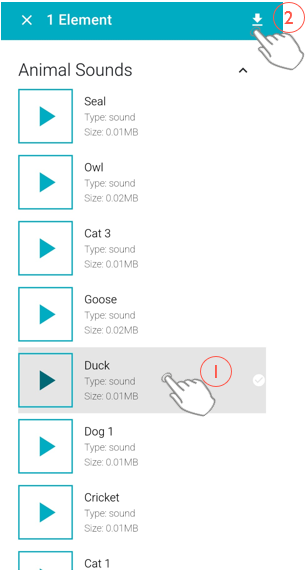 1 Element
2
Animal Sounds
Seal
Type: sound
Size: 0.01MB
Owl
Type: sound
Size: 0.02MB
Cat 3
Type: sound
Size: 0.01MB
Goose
Type: sound
Size: 0.02MB
Duck
Type: sound
Size: 0.01MB
1
Dog 1
Type: sound
Size: 0.01MB
Cricket
Type: sound
Size: 0.01MB
Cat 1